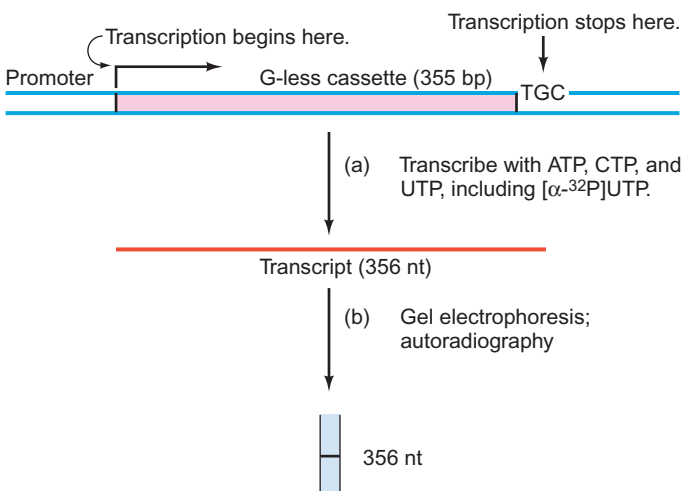 Transcription stops here.
Transcription begins here.
Promoter
G-less cassette (355 bp)
TGC
(a) Transcribe with ATP, CTP, and
UTP, including [α-³²P]UTP.
Transcript (356 nt)
(b) Gel electrophoresis;
autoradiography
356 nt